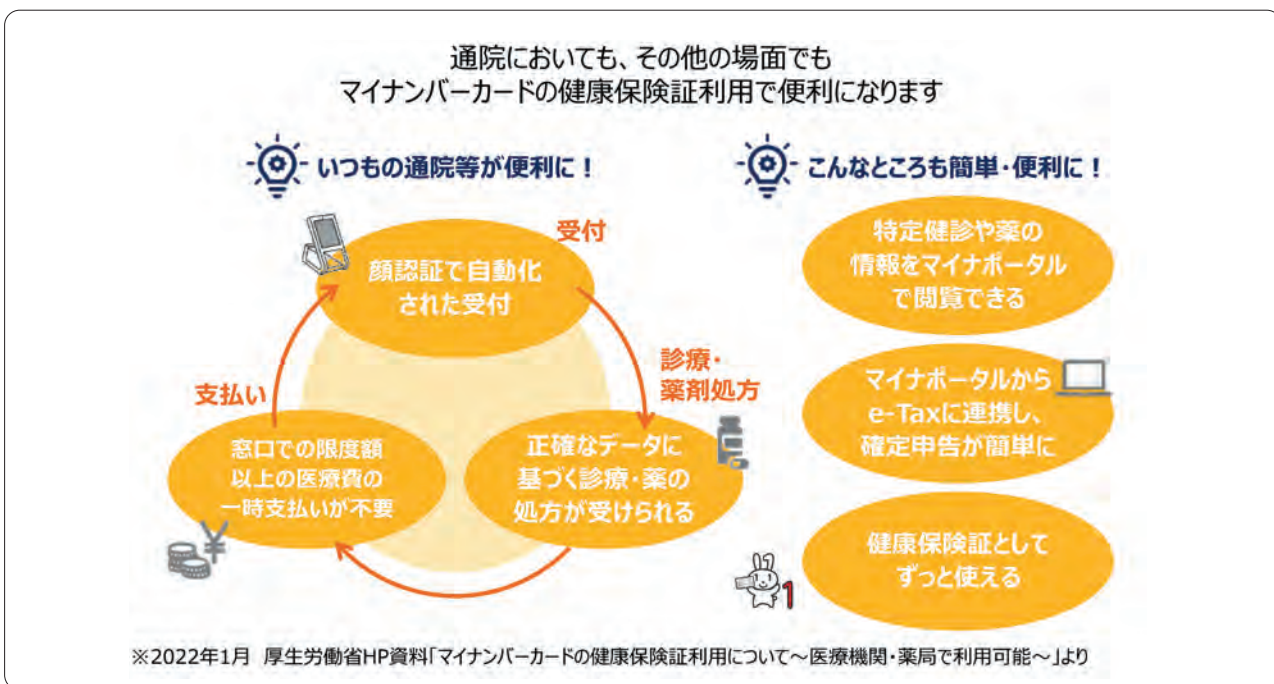 通院においても、その他の場面でも
マイナンバーカードの健康保険証利用で便利になります
いつもの通院等が便利に！
受付
顔認証で自動化
された受付
診療・
薬剤処方
正確なデータに
基づく診療・薬の
処方が受けられる
支払い
窓口での限度額
以上の医療費の
一時支払いが不要
¥
こんなところも簡単・便利に！
特定健診や薬の
情報をマイナポータル
で閲覧できる
マイナポータルから
e-Taxに連携し、
確定申告が簡単に
健康保険証として
ずっと使える
1
※2022年1月 厚生労働省HP資料「マイナンバーカードの健康保険証利用について～医療機関・薬局で利用可能～」より